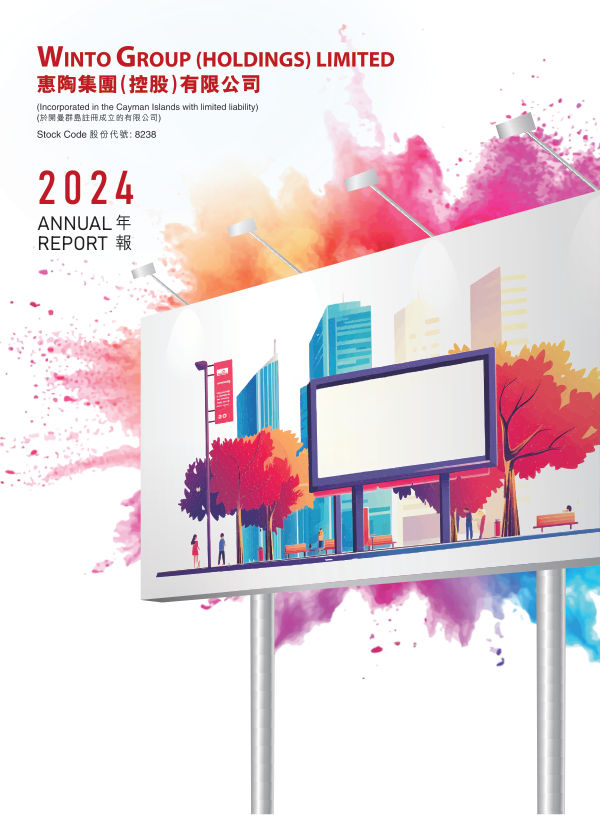 WINTO GROUP (HOLDINGS) LIMITED
惠陶集團(控股)有限公司
(Incorporated in the Cayman Islands with limited liability)
(於開曼群島註冊成立的有限公司)
Stock Code 股份代號: 8238
2024
ANNUAL 年
REPORT 報